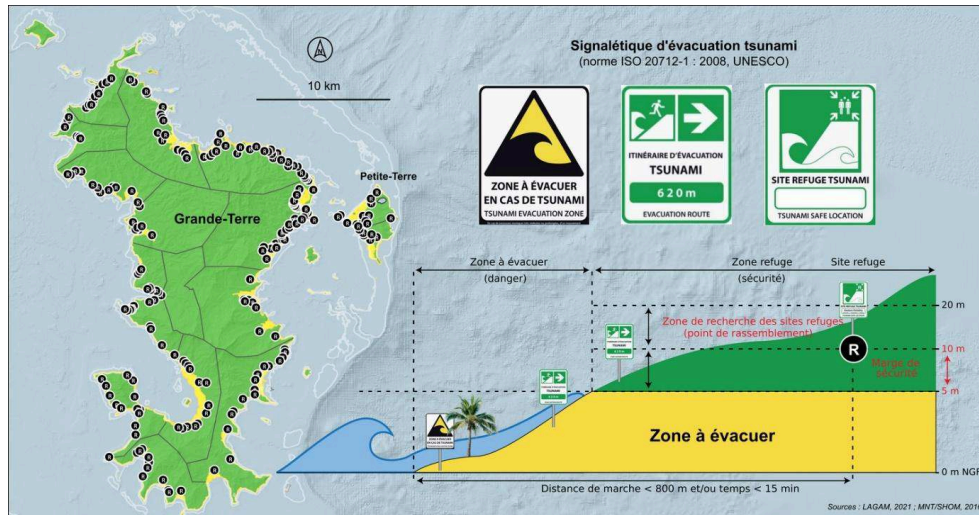 Signalétique d'évacuation tsunami
(norme ISO 20712-1 : 2008, UNESCO)
10 km
Petite-Terre
Grande-Terre
ZONE À ÉVACUER
EN CAS DE TSUNAMI
TSUNAMI EVACUATION ZONE
ITINÉRAIRE D'ÉVACUATION
TSUNAMI
620m
EVACUATION ROUTE
SITE REFUGE TSUNAMI
TSUNAMI SAFE LOCATION
Zone à évacuer
(danger)
Zone refuge
(sécurité)
Site refuge
20 m
Zone de recherche des sites refuges
(point de rassemblement)
R
10 m
Marge de
sécurité
5 m
Zone à évacuer
0 m NGF
Distance de marche < 800 m et/ou temps < 15 min
Sources : LAGAM, 2021 ; MNT/SHOM, 2016